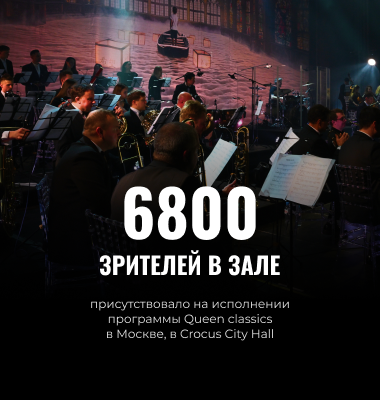 6800
ЗРИТЕЛЕЙ В ЗАЛЕ
присутствовало на исполнении
программы Queen classics
в Москве, в Crocus City Hall